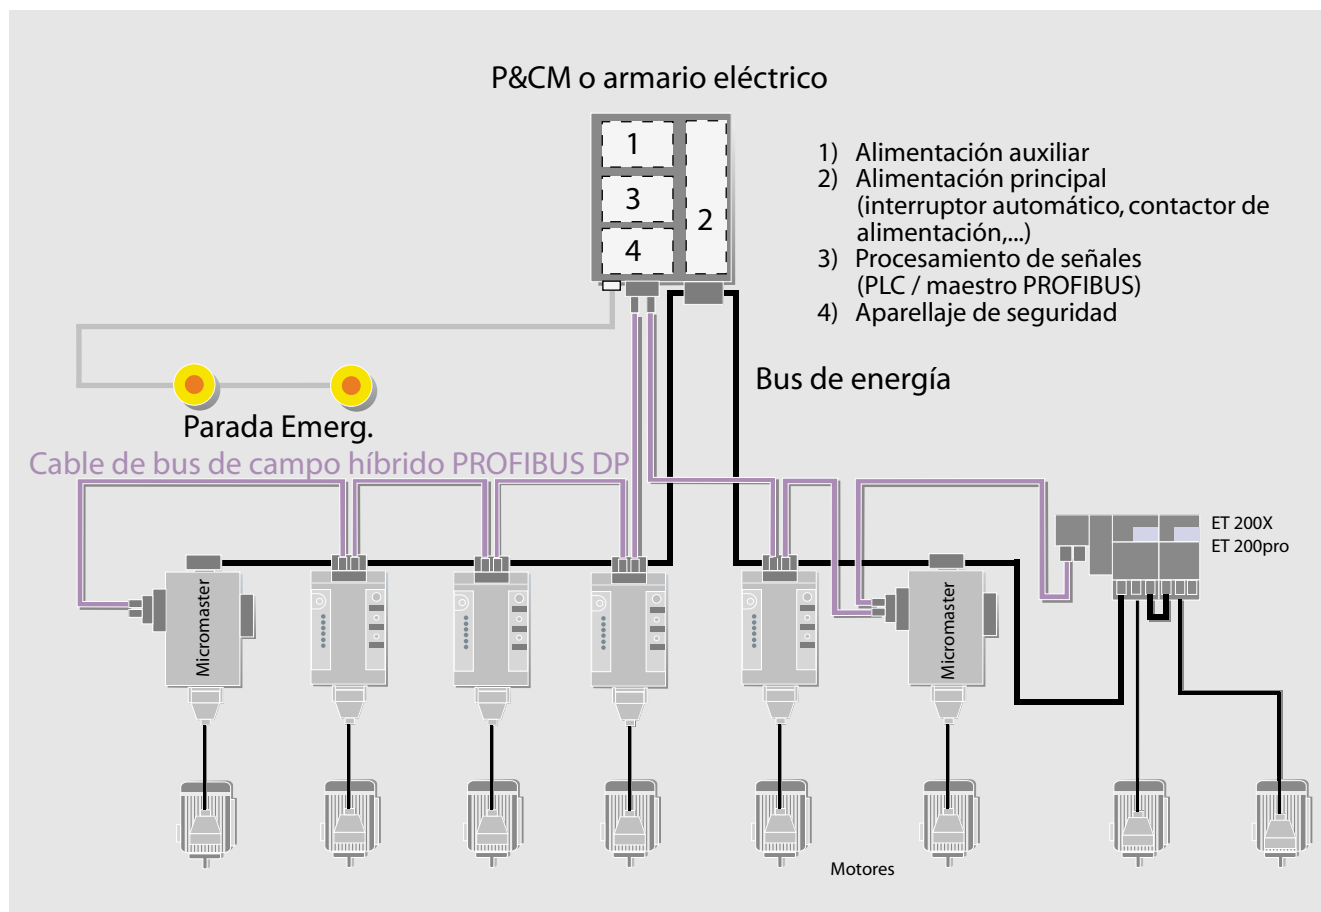 P&CM o armario eléctrico
1
3
4
2
1) Alimentación auxiliar
2) Alimentación principal
(interruptor automático, contactor de
alimentación,...)
3) Procesamiento de señales
(PLC / maestro PROFIBUS)
4) Aparellaje de seguridad
Bus de energía
Parada Emerg.
Cable de bus de campo híbrido PROFIBUS DP
ET 200X
ET 200pro
Micromaster
Micromaster
Motores